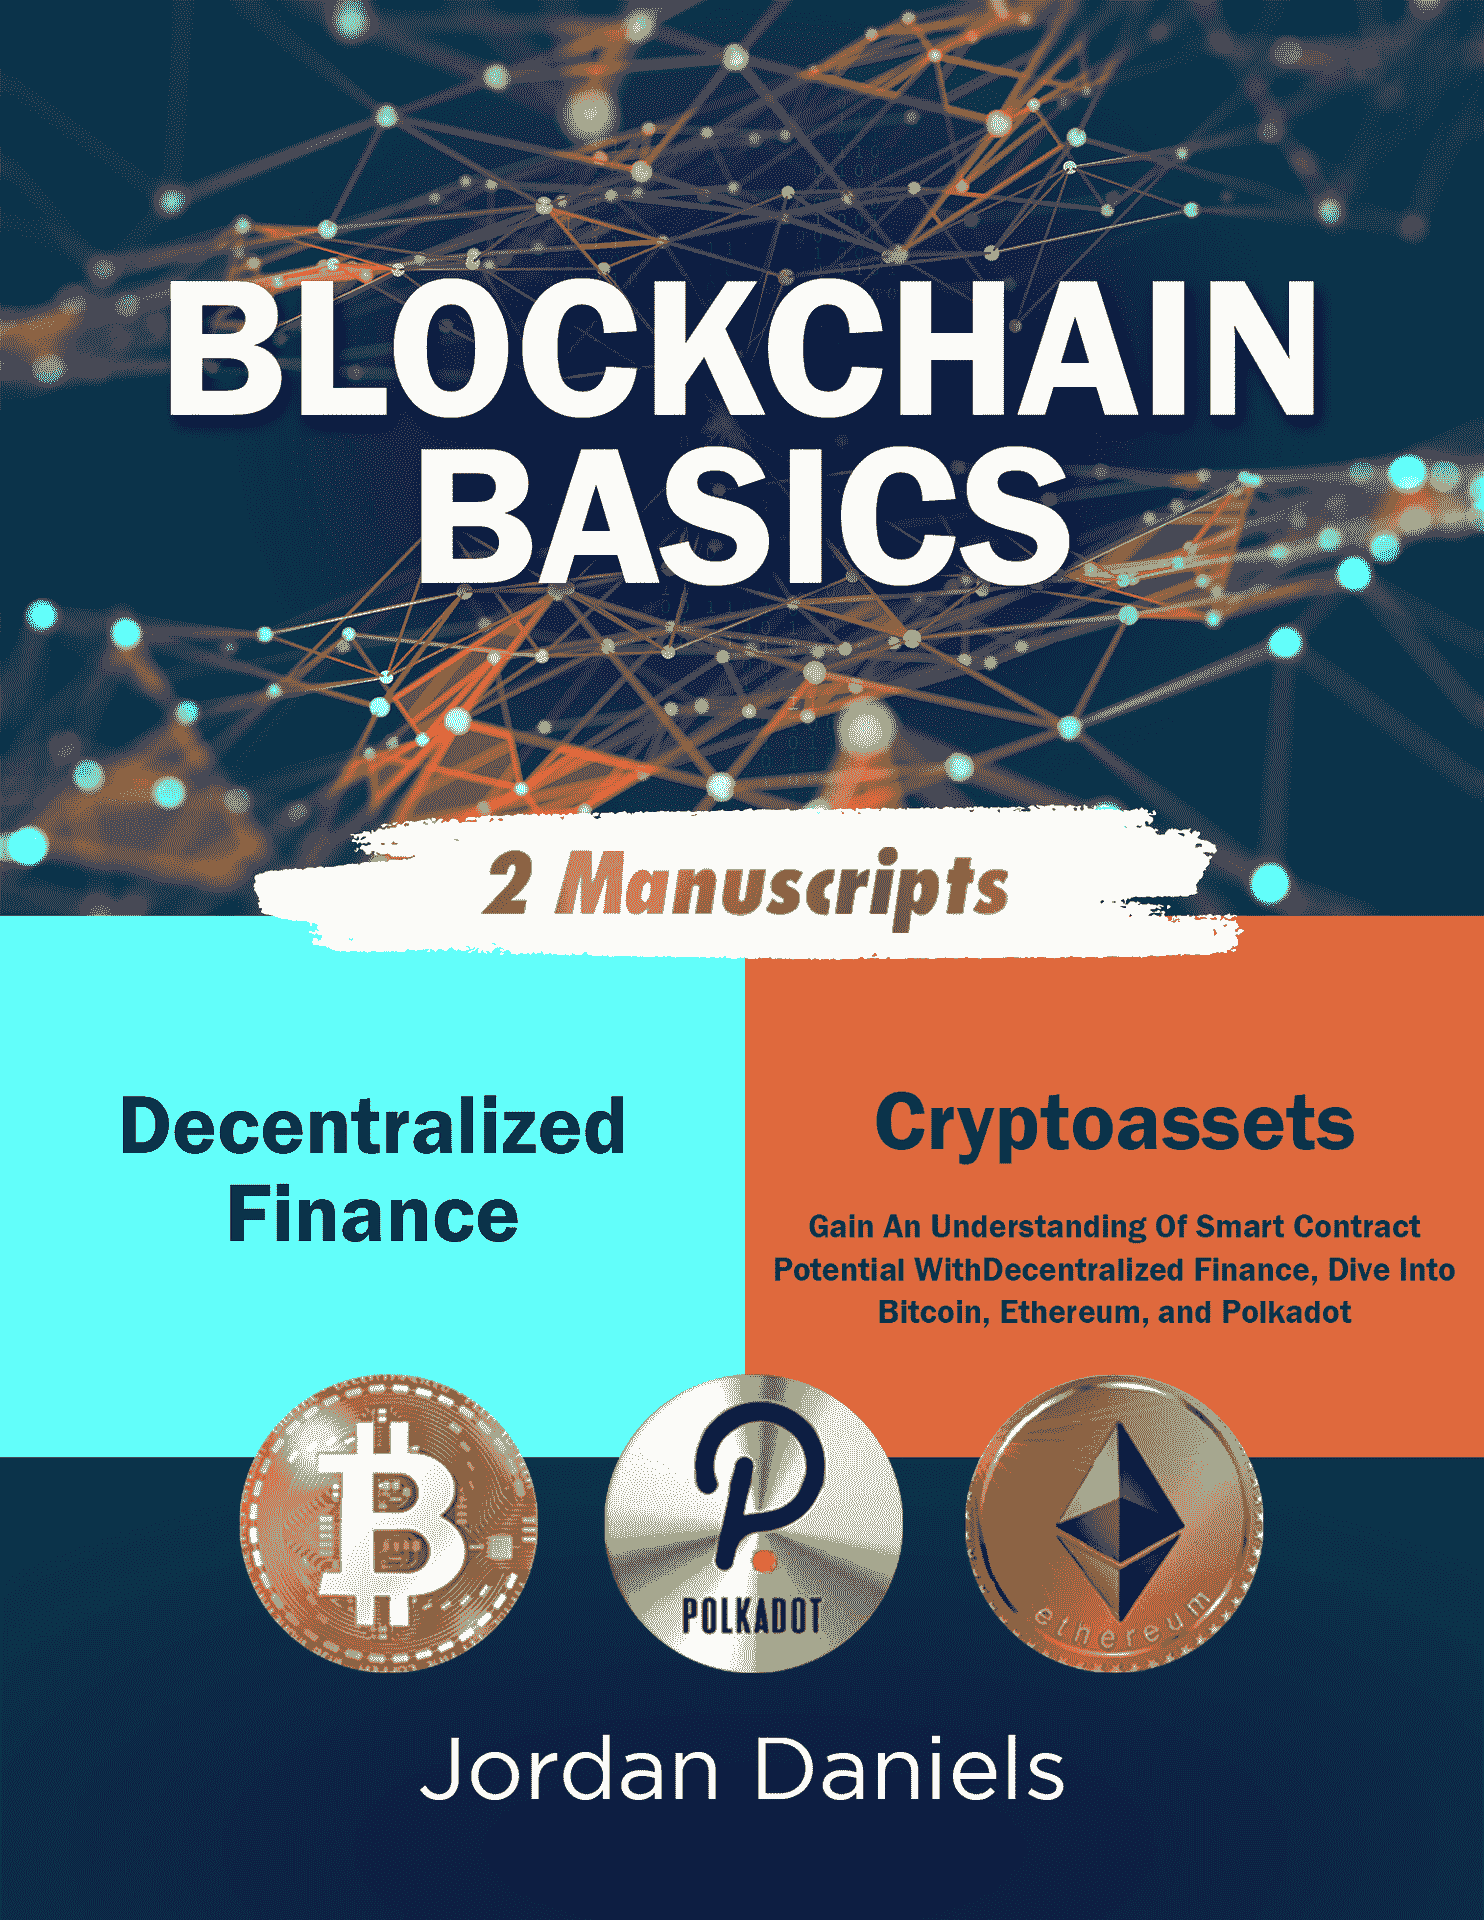 BLOCKCHAIN
BASICS
2 Manuscripts
Decentralized
Finance
Cryptoassets
Gain An Understanding Of Smart Contract
Potential WithDecentralized Finance, Dive Into
Bitcoin, Ethereum, and Polkadot
POLKADOT
ethereum
Jordan Daniels